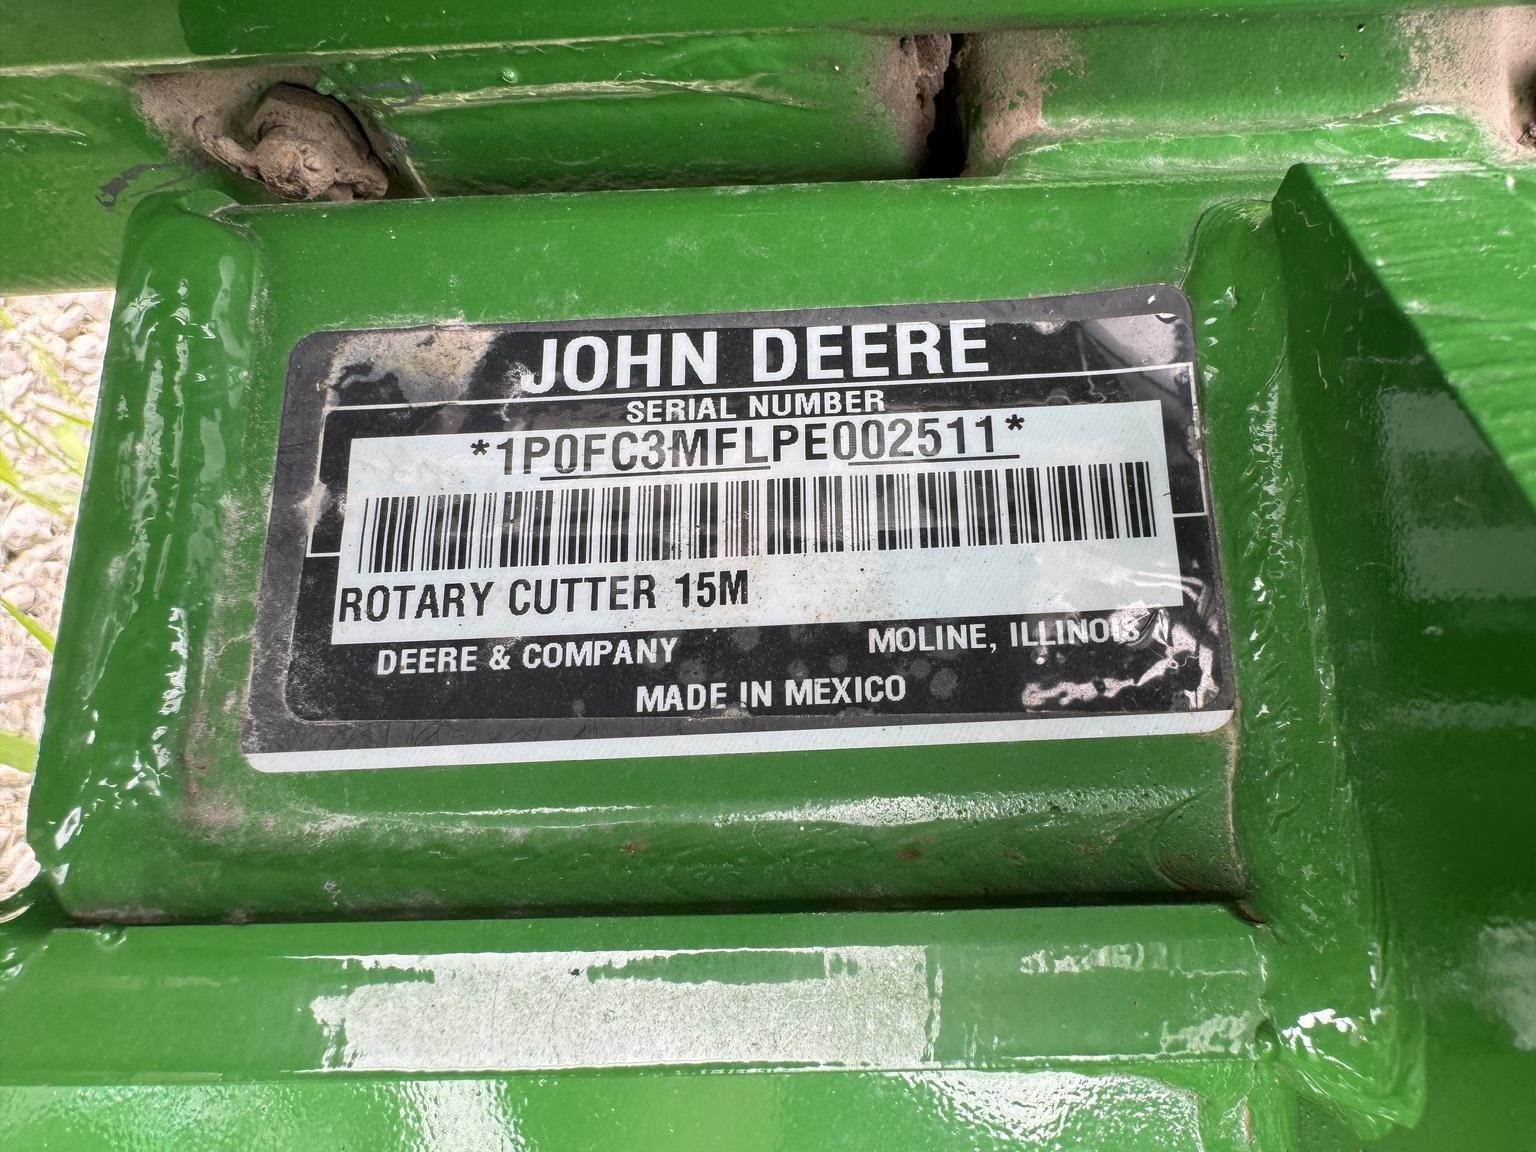 JOHN DEERE
SERIAL NUMBER
*1P0FC3MFLPE002511*
ROTARY CUTTER 15M
DEERE & COMPANY MOLINE, ILLINOIS
MADE IN MEXICO